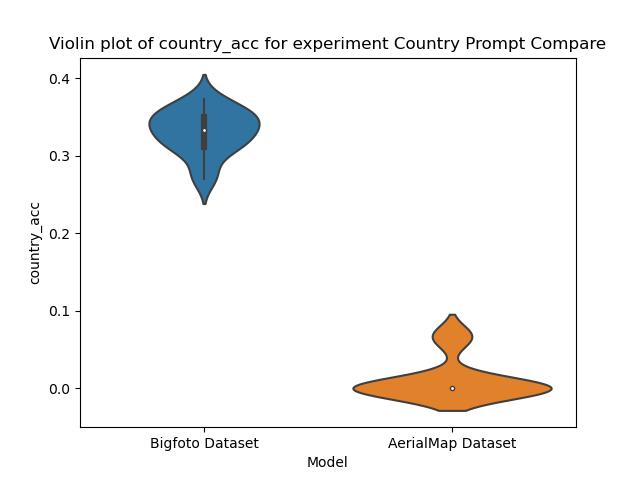 Violin plot of country_acc for experiment Country Prompt Compare
0.4
0.3
0.2
0.1
0.0
country_acc
Bigfoto Dataset
AerialMap Dataset
Model